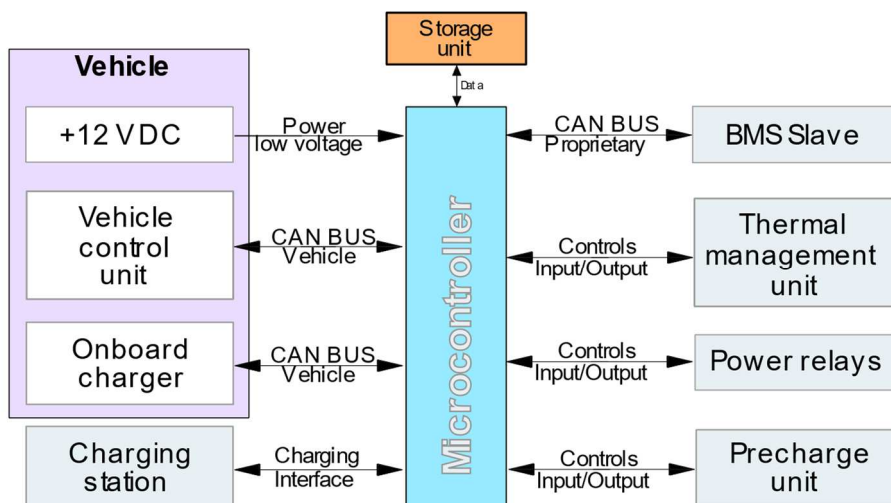 Storage
unit
Data
Vehicle
+12 VDC
Power
low voltage
Vehicle
control
unit
CAN BUS
Vehicle
Onboard
charger
CAN BUS
Vehicle
Charging
station
Charging
Interface
Microcontroller
CAN BUS
Proprietary
BMS Slave
Controls
Input/Output
Thermal
management
unit
Controls
Input/Output
Power relays
Controls
Input/Output
Precharge
unit